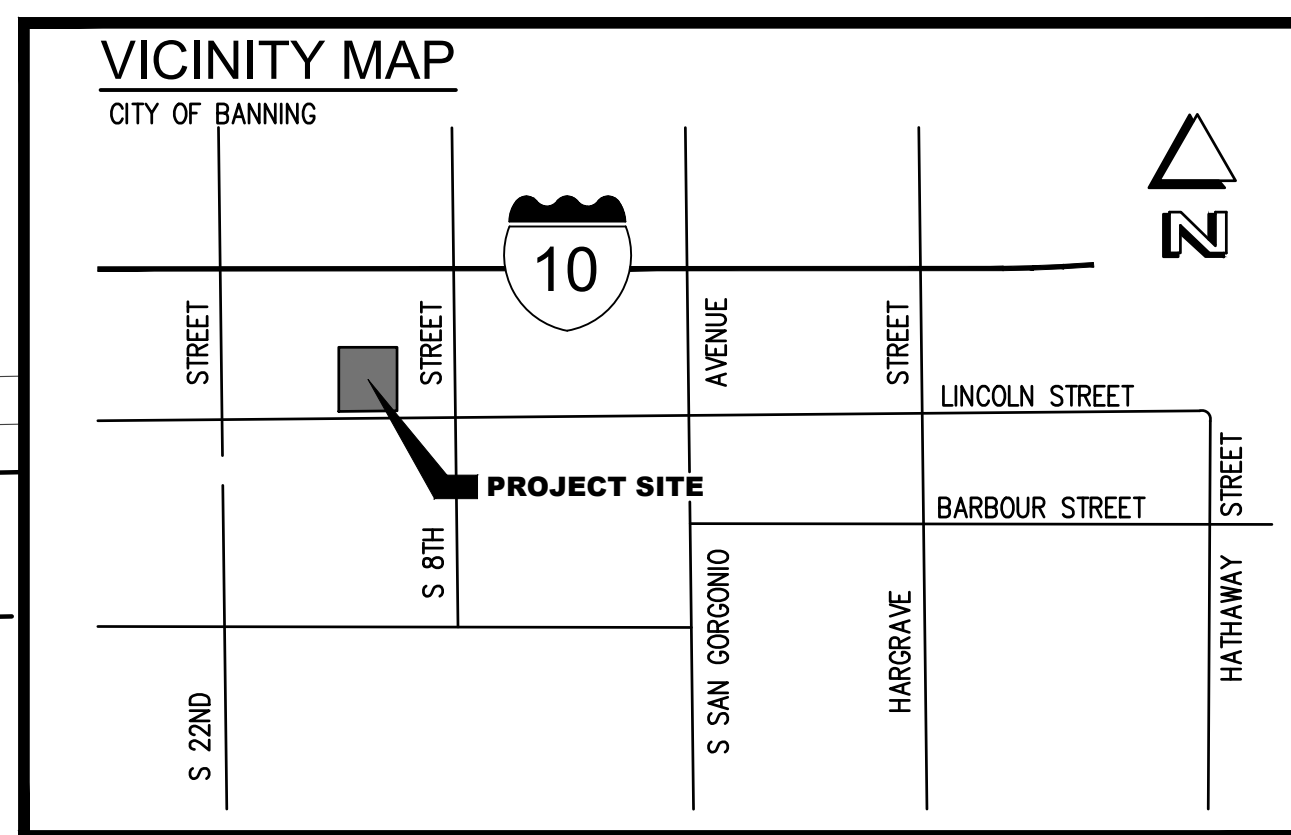 VICINITY MAP
CITY OF BANNING
N
10
STREET
STREET
AVENUE
STREET
LINCOLN STREET
STREET
PROJECT SITE
BARBOUR STREET
S 8TH
S SAN GORGONIO
HARGRAVE
HATHAWAY
S 22ND